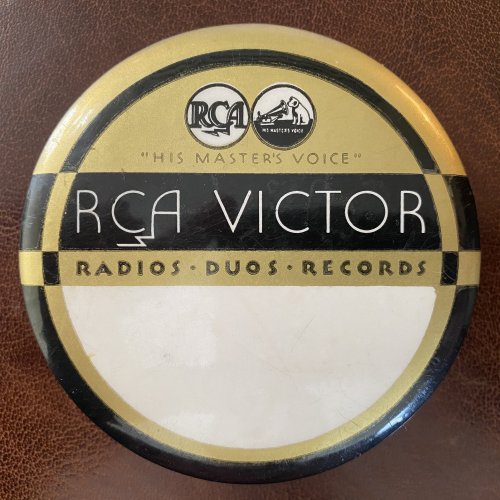 RCA HIS MASTER'S VOICE
"HIS MASTER'S VOICE"
RCA VICTOR
RADIOS · DUOS · RECORDS